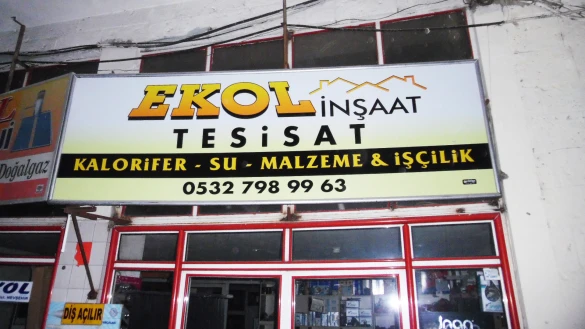 EKOL İNŞAAT
TESİSAT
KALORİFER - SU - MALZEME & İŞÇİLİK
0532 798 99 63
Doğalgaz
DIŞ AÇILIR